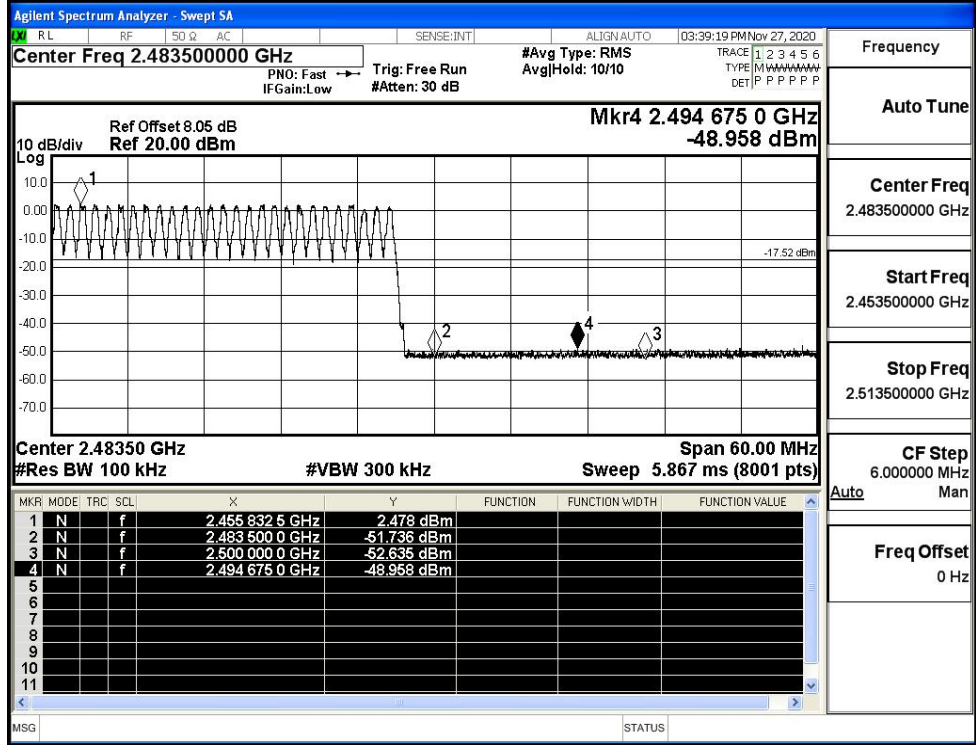 Agilent Spectrum Analyzer - Swept SA
LXI RL RF 50 Ω AC SENSE:INT ALIGNAUTO 03:39:19 PM Nov 27, 2020
Center Freq 2.483500000 GHz
PNO: Fast
IFGain:Low
Trig: Free Run
#Atten: 30 dB
#Avg Type: RMS
Avg|Hold: 10/10
TRACE 1 2 3 4 5 6
TYPE M W W W W W
DET P P P P P P
Mkr4 2.494 675 0 GHz
-48.958 dBm
Ref Offset 8.05 dB
10 dB/div Ref 20.00 dBm
Log
10.0
0.00
-10.0
-20.0
-30.0
-40.0
-50.0
-60.0
-70.0
1
2
4
3
-17.52 dBm
Center 2.48350 GHz Span 60.00 MHz
#Res BW 100 kHz #VBW 300 kHz Sweep 5.867 ms (8001 pts)
MKR MODE TRC SCL X Y FUNCTION FUNCTION WIDTH FUNCTION VALUE
1 N f 2.455 832 5 GHz 2.478 dBm
2 N f 2.483 500 0 GHz -51.736 dBm
3 N f 2.500 000 0 GHz -52.635 dBm
4 N f 2.494 675 0 GHz -48.958 dBm
5
6
7
8
9
10
11
MSG STATUS
Frequency
Auto Tune
Center Freq
2.483500000 GHz
Start Freq
2.453500000 GHz
Stop Freq
2.513500000 GHz
CF Step
6.000000 MHz
Auto Man
Freq Offset
0 Hz